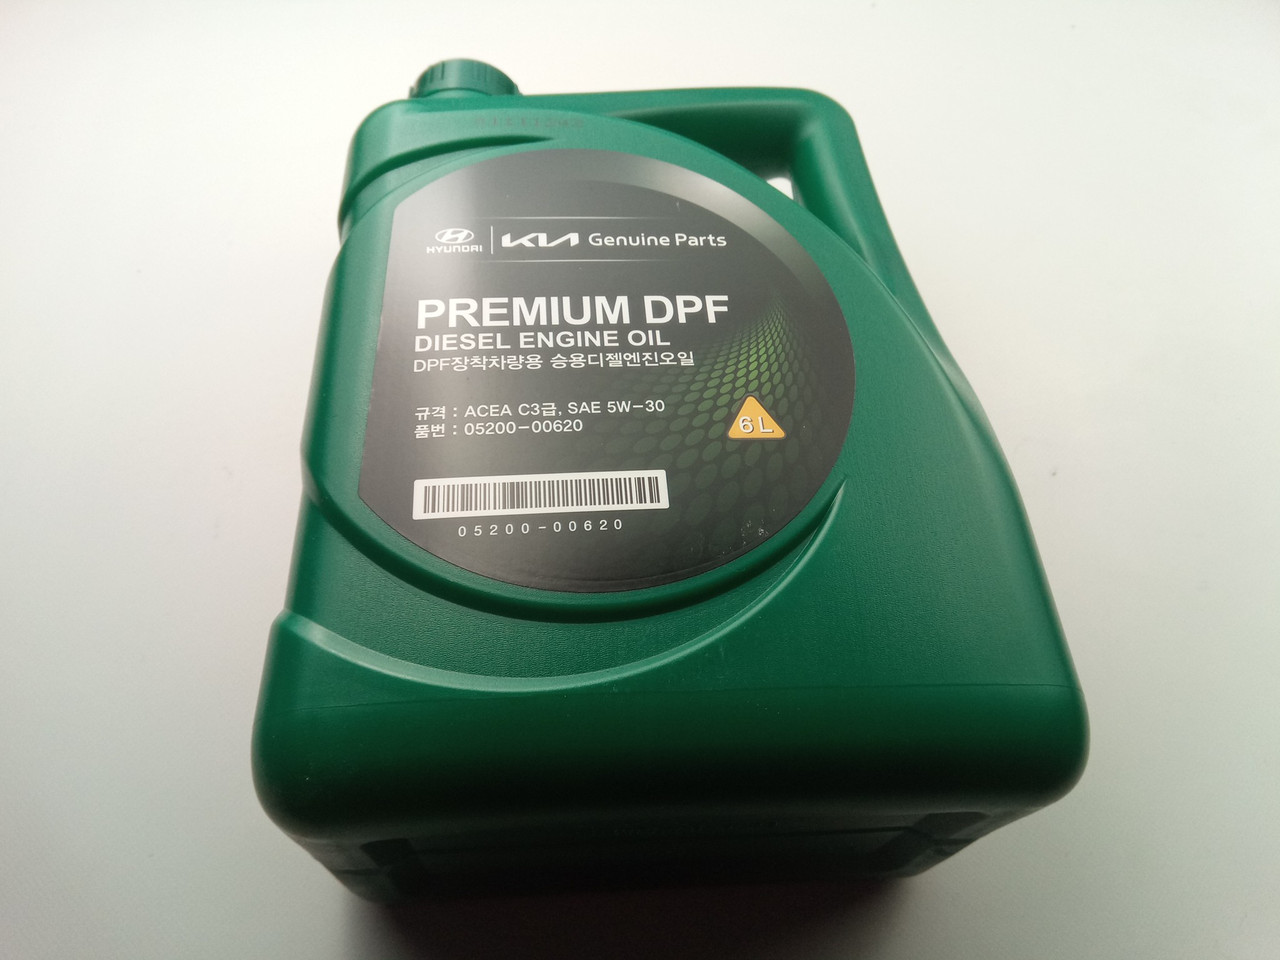 HYUNDAI KIA Genuine Parts
PREMIUM DPF
DIESEL ENGINE OIL
DPF장착차량용 승용디젤엔진오일
규격 : ACEA C3급, SAE 5W-30
품번 : 05200-00620
6L
05200-00620